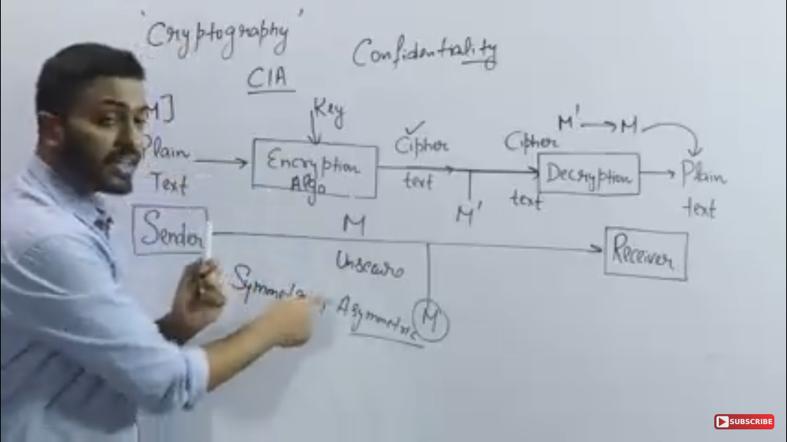 'Cryptography'
Confidentiality
CIA
M]
Key
M' → M
Plain
Text
Encryption
Algo
Cipher
text
M'
Cipher
text
Decryption
Plain
text
Sender
M
Receiver
Unsecure
Symmetric, Asymmetric
M
SUBSCRIBE